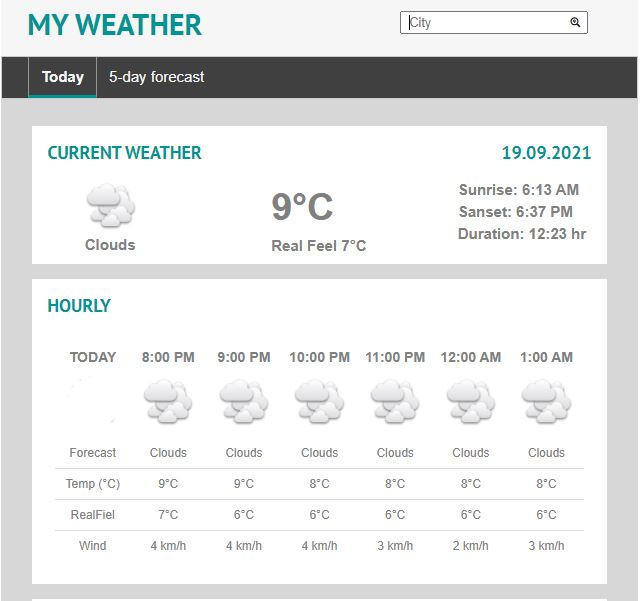 MY WEATHER
City
Today 5-day forecast
CURRENT WEATHER 19.09.2021
Sunrise: 6:13 AM
9°C
Sanset: 6:37 PM
Duration: 12:23 hr
Clouds Real Feel 7°C
HOURLY
TODAY 8:00 PM 9:00 PM 10:00 PM 11:00 PM 12:00 AM 1:00 AM
Forecast Clouds Clouds Clouds Clouds Clouds Clouds
Temp (°C) 9°C 9°C 8°C 8°C 8°C 8°C
RealFiel 7°C 6°C 6°C 6°C 6°C 6°C
Wind 4 km/h 4 km/h 4 km/h 3 km/h 2 km/h 3 km/h